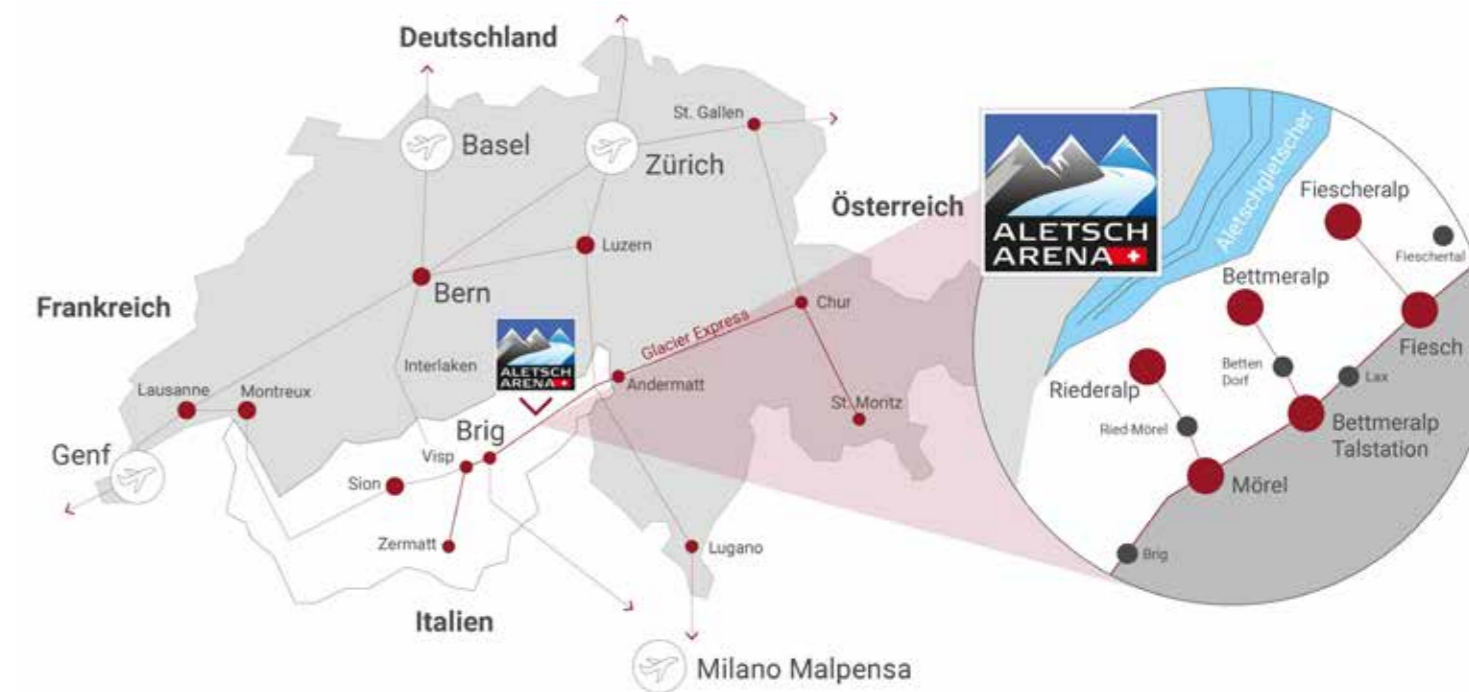 Deutschland
St. Gallen
Basel
Zürich
Österreich
Luzern
Bern
Frankreich
Chur
Glacier Express
Interlaken
ALETSCH
ARENA
Andermatt
Lausanne
Montreux
St. Moritz
Brig
Genf
Visp
Sion
Zermatt
Lugano
Italien
Milano Malpensa
ALETSCH
ARENA
Aletschgletscher
Fiescheralp
Fieschertal
Bettmeralp
Fiesch
Betten
Dorf
Lax
Riederalp
Ried-Mörel
Bettmeralp
Talstation
Mörel
Brig